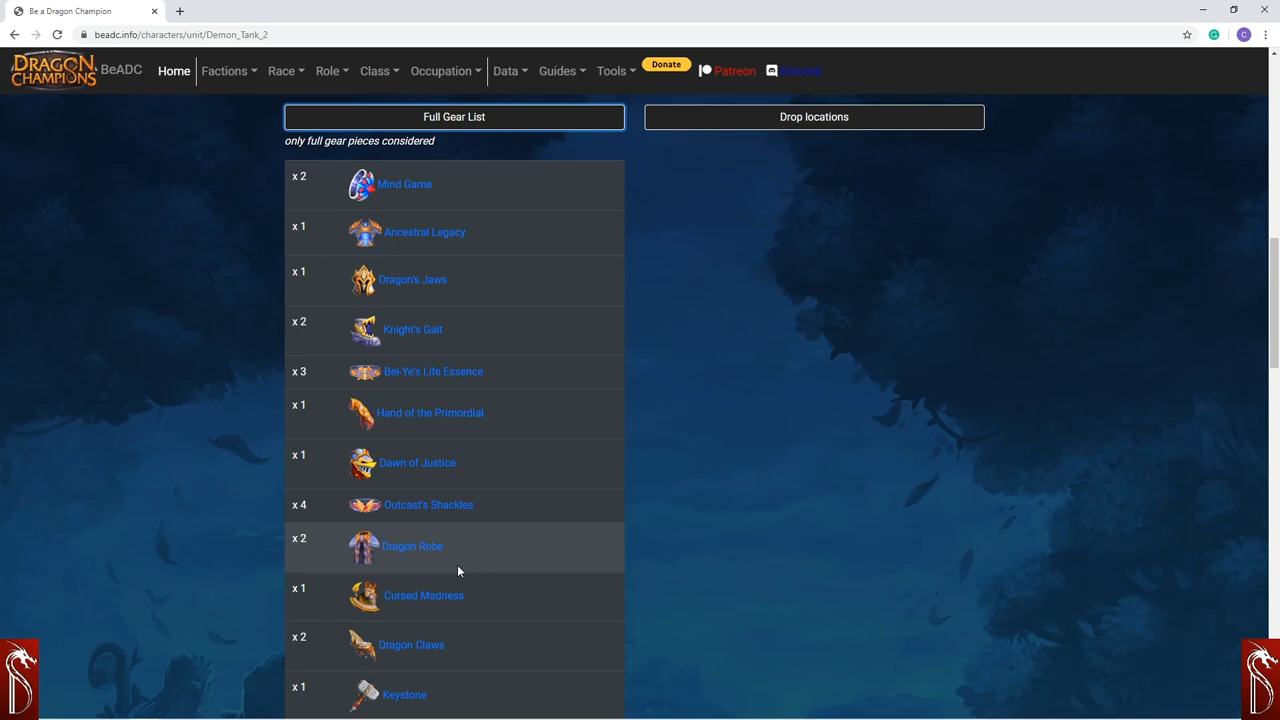 Be a Dragon Champion
beadc.info/characters/unit/Demon_Tank_2
C
DRAGON CHAMPIONS
BeADC
Home
Factions
Race
Role
Class
Occupation
Data
Guides
Tools
Donate
Patreon
Discord
Full Gear List
Drop locations
only full gear pieces considered
x 2 Mind Game
x 1 Ancestral Legacy
x 1 Dragon's Jaws
x 2 Knight's Gait
x 3 Bei-Ye's Life Essence
x 1 Hand of the Primordial
x 1 Dawn of Justice
x 4 Outcast's Shackles
x 2 Dragon Robe
x 1 Cursed Madness
x 2 Dragon Claws
x 1 Keystone